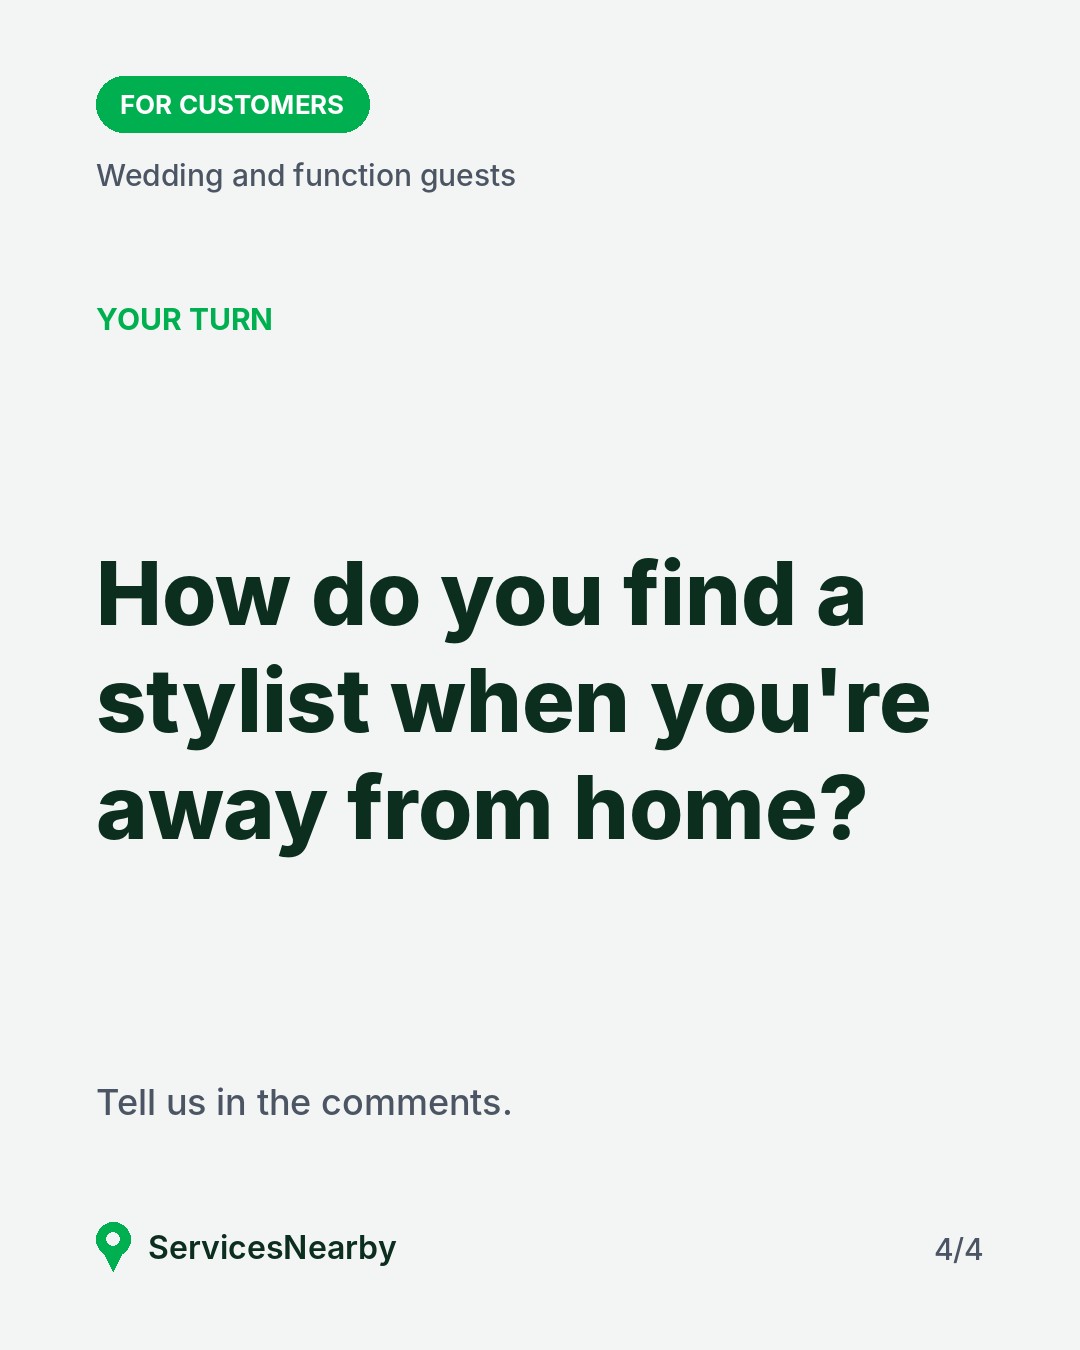 FOR CUSTOMERS
Wedding and function guests
YOUR TURN
How do you find a
stylist when you're
away from home?
Tell us in the comments.
ServicesNearby
4/4